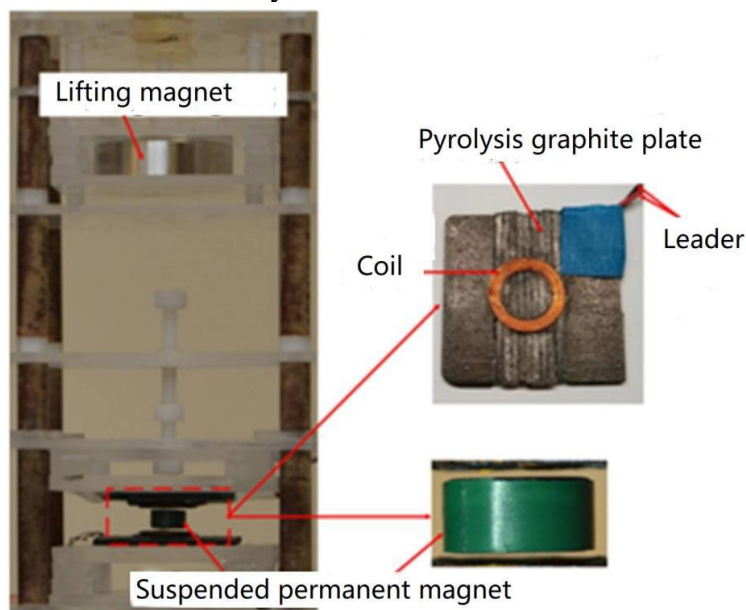 Lifting magnet
Pyrolysis graphite plate
Leader
Coil
Suspended permanent magnet